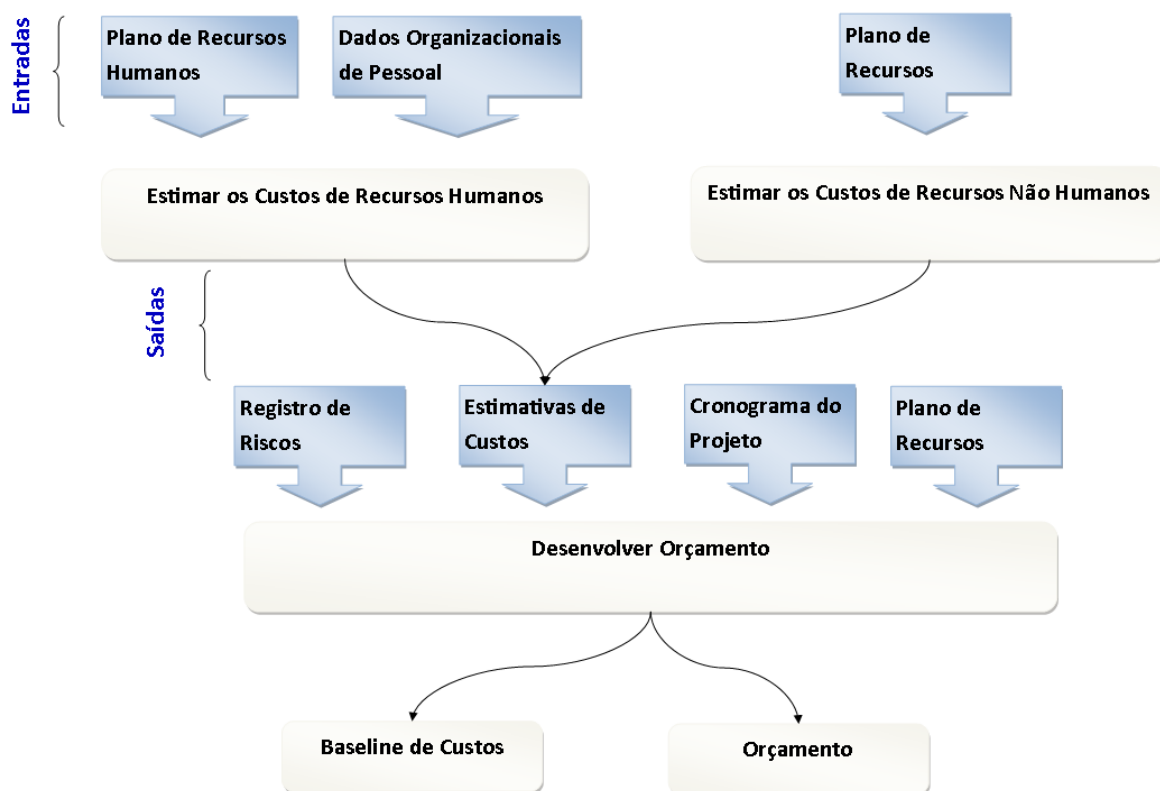 Entradas
Plano de Recursos
Humanos
Dados Organizacionais
de Pessoal
Plano de
Recursos
Estimar os Custos de Recursos Humanos
Estimar os Custos de Recursos Não Humanos
Saídas
Registro de
Riscos
Estimativas de
Custos
Cronograma do
Projeto
Plano de
Recursos
Desenvolver Orçamento
Baseline de Custos
Orçamento